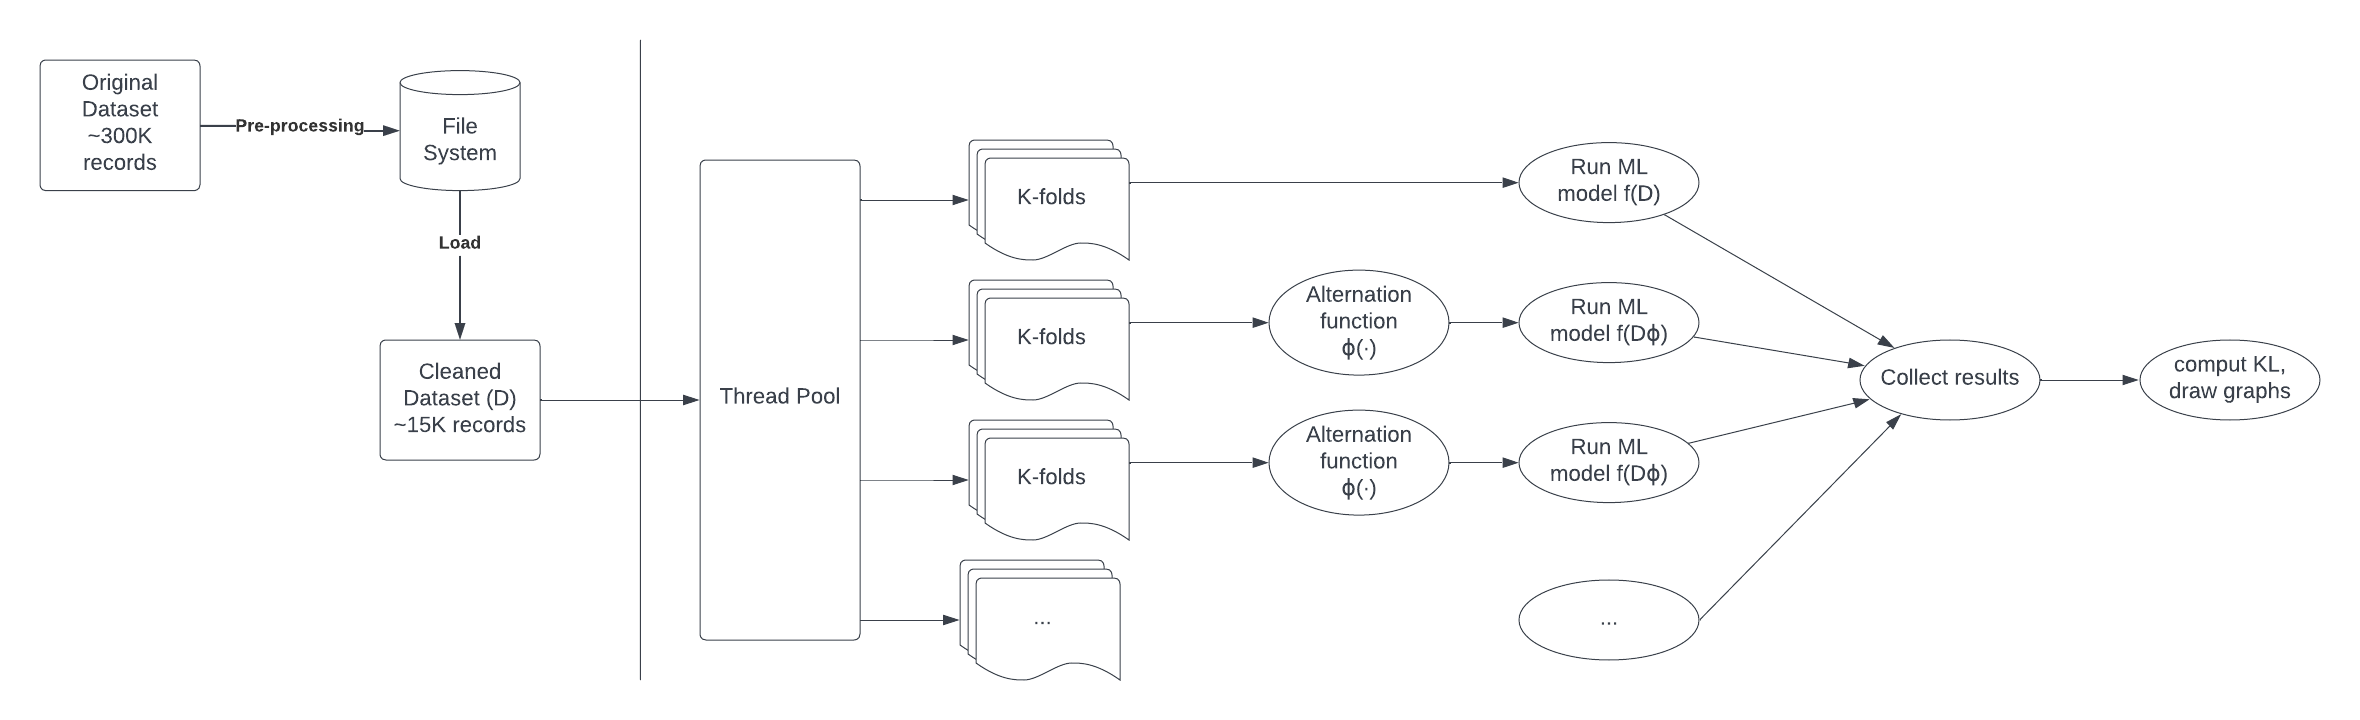 Original
Dataset
~300K
records
Pre-processing
File
System
Load
Cleaned
Dataset (D)
~15K records
Thread Pool
K-folds
Run ML
model f(D)
K-folds
Alternation
function
ϕ(·)
Run ML
model f(Dϕ)
K-folds
Alternation
function
ϕ(·)
Run ML
model f(Dϕ)
...
...
Collect results
comput KL,
draw graphs